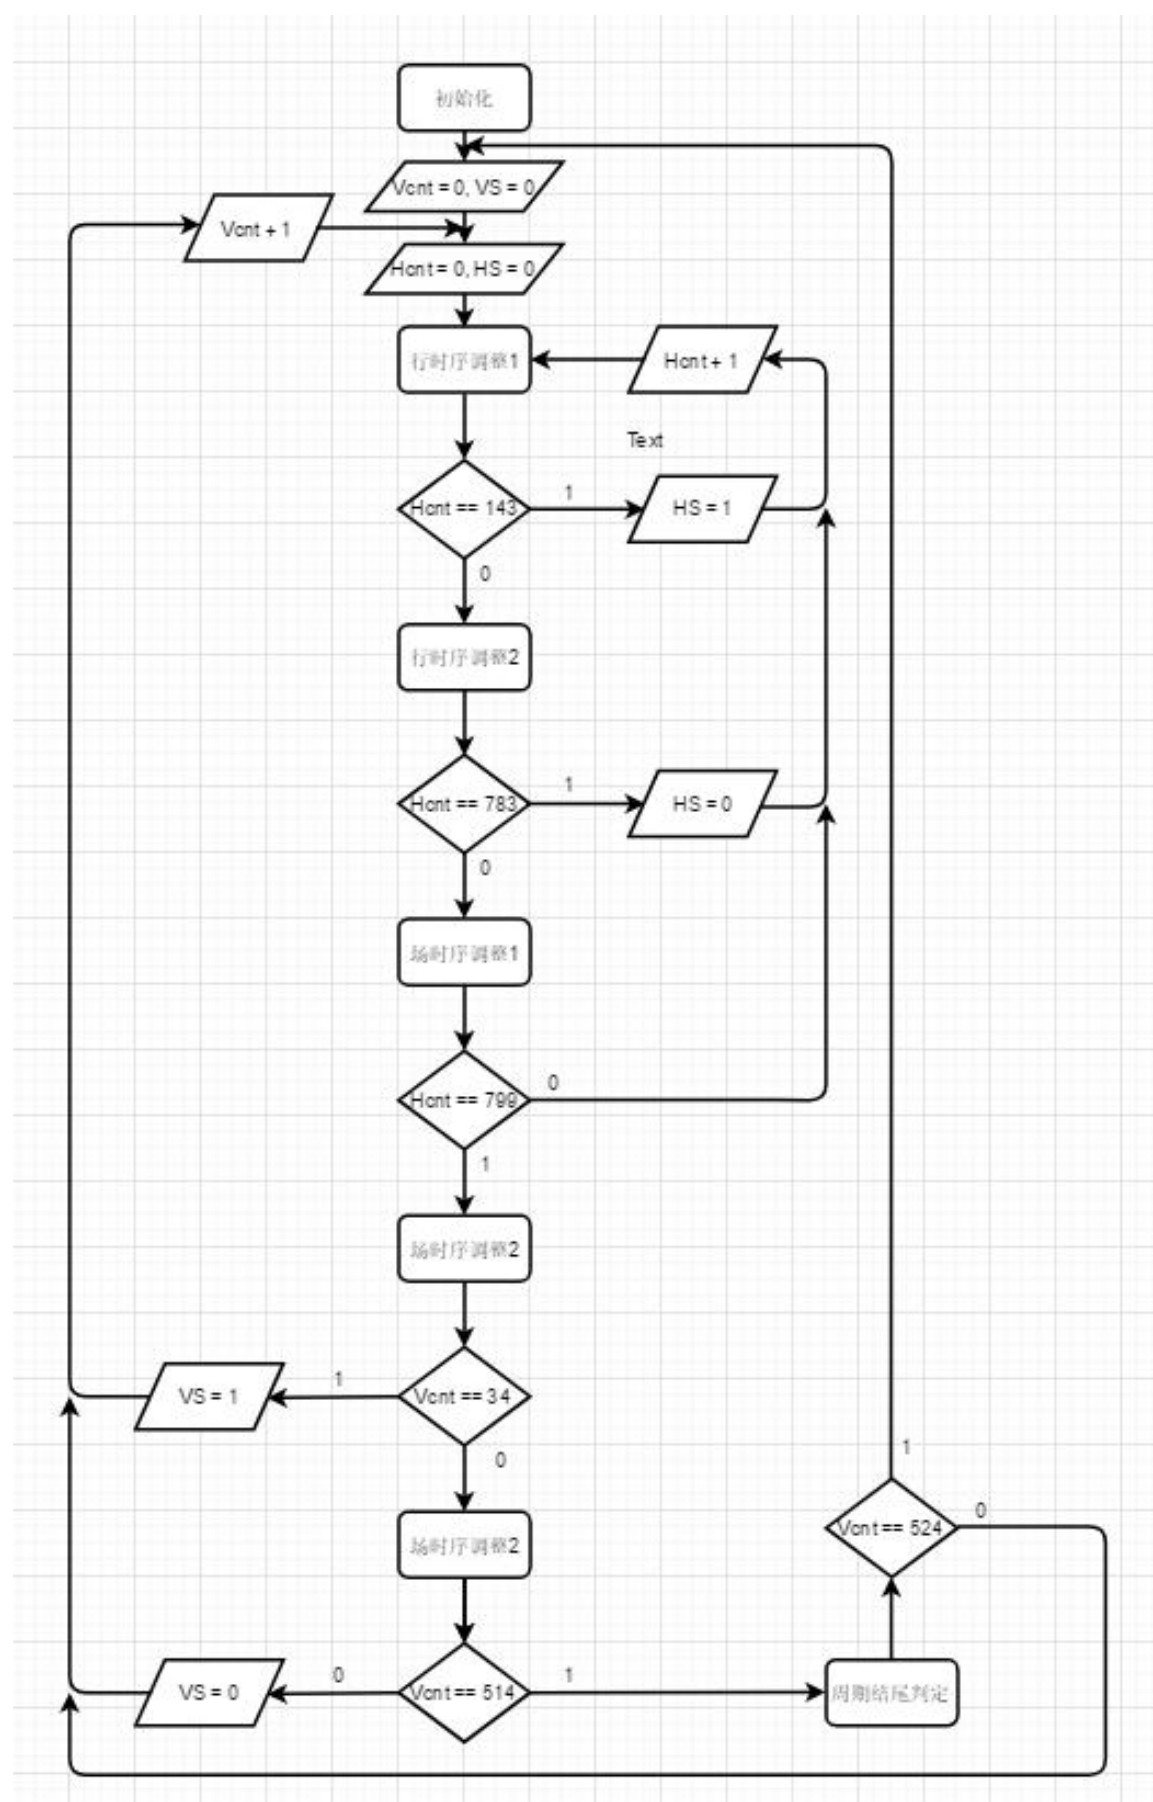 初始化
Vcnt = 0, VS = 0
Vcnt + 1
Hcnt = 0, HS = 0
行时序调整1
Hcnt + 1
Text
Hcnt == 143
1
HS = 1
0
行时序调整2
Hcnt == 783
1
HS = 0
0
场时序调整1
Hcnt == 799
0
1
场时序调整2
Vcnt == 34
1
VS = 1
0
1
场时序调整2
Vcnt == 524
0
Vcnt == 514
0
VS = 0
1
周期结尾判定